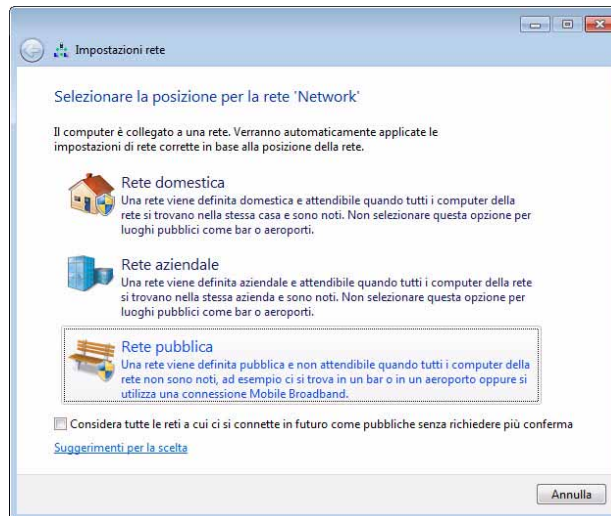 Impostazioni rete
Selezionare la posizione per la rete 'Network'
Il computer è collegato a una rete. Verranno automaticamente applicate le
impostazioni di rete corrette in base alla posizione della rete.
Rete domestica
Una rete viene definita domestica e attendibile quando tutti i computer della
rete si trovano nella stessa casa e sono noti. Non selezionare questa opzione per
luoghi pubblici come bar o aeroporti.
Rete aziendale
Una rete viene definita aziendale e attendibile quando tutti i computer della rete
si trovano nella stessa azienda e sono noti. Non selezionare questa opzione per
luoghi pubblici come bar o aeroporti.
Rete pubblica
Una rete viene definita pubblica e non attendibile quando tutti i computer della
rete non sono noti, ad esempio ci si trova in un bar o in un aeroporto oppure si
utilizza una connessione Mobile Broadband.
Considera tutte le reti a cui ci si connette in futuro come pubbliche senza richiedere più conferma
Suggerimenti per la scelta
Annulla